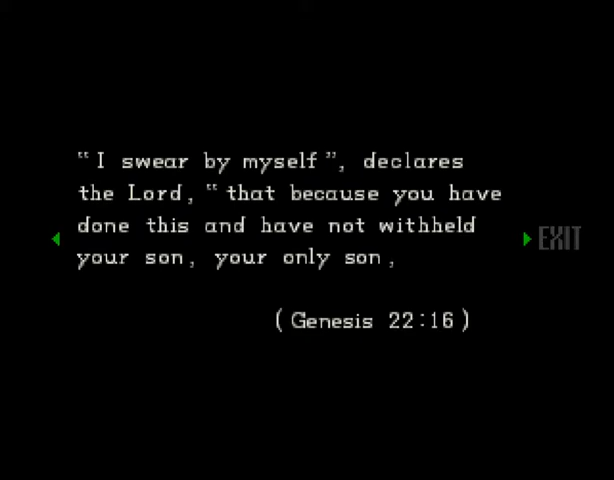 “I swear by myself”, declares
the Lord, “that because you have
done this and have not withheld
your son, your only son,
EXIT
(Genesis 22:16)